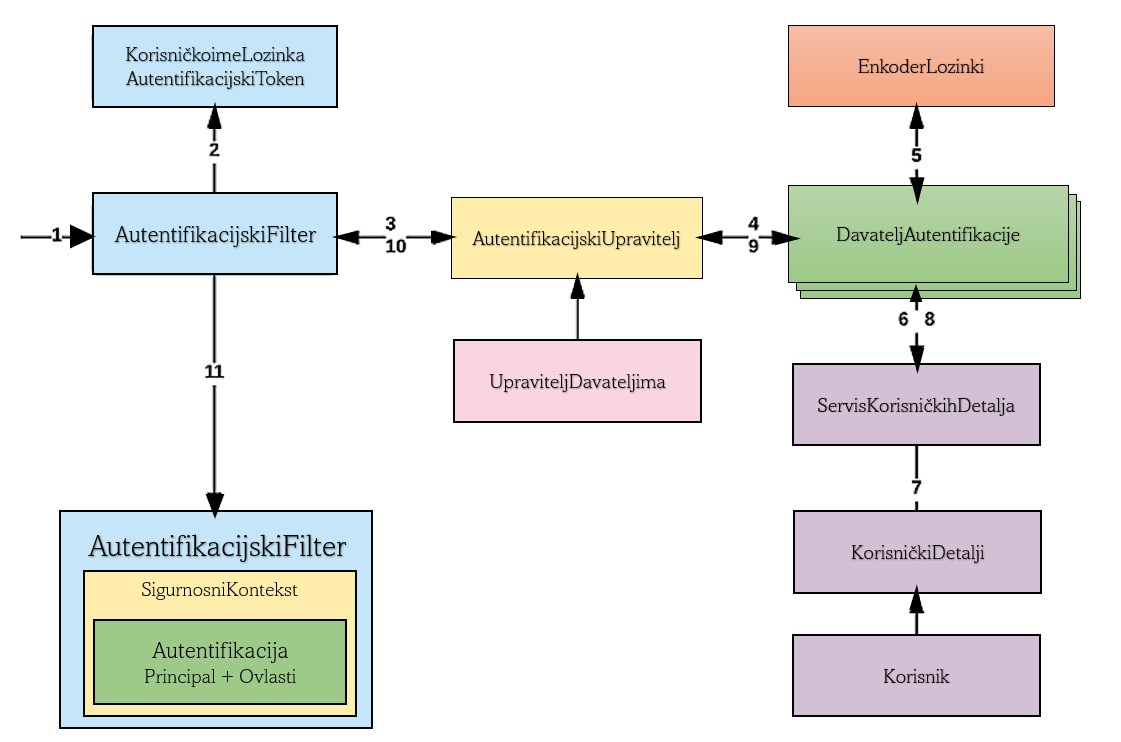 KorisničkoimeLozinka
AutentifikacijskiToken
EnkoderLozinki
2
5
1
AutentifikacijskiFilter
3
10
AutentifikacijskiUpravitelj
4
9
DavateljAutentifikacije
6 8
11
UpraviteljDavateljima
ServisKorisničkihDetalja
7
AutentifikacijskiFilter
SigurnosniKontekst
Autentifikacija
Principal + Ovlasti
KorisničkiDetalji
Korisnik